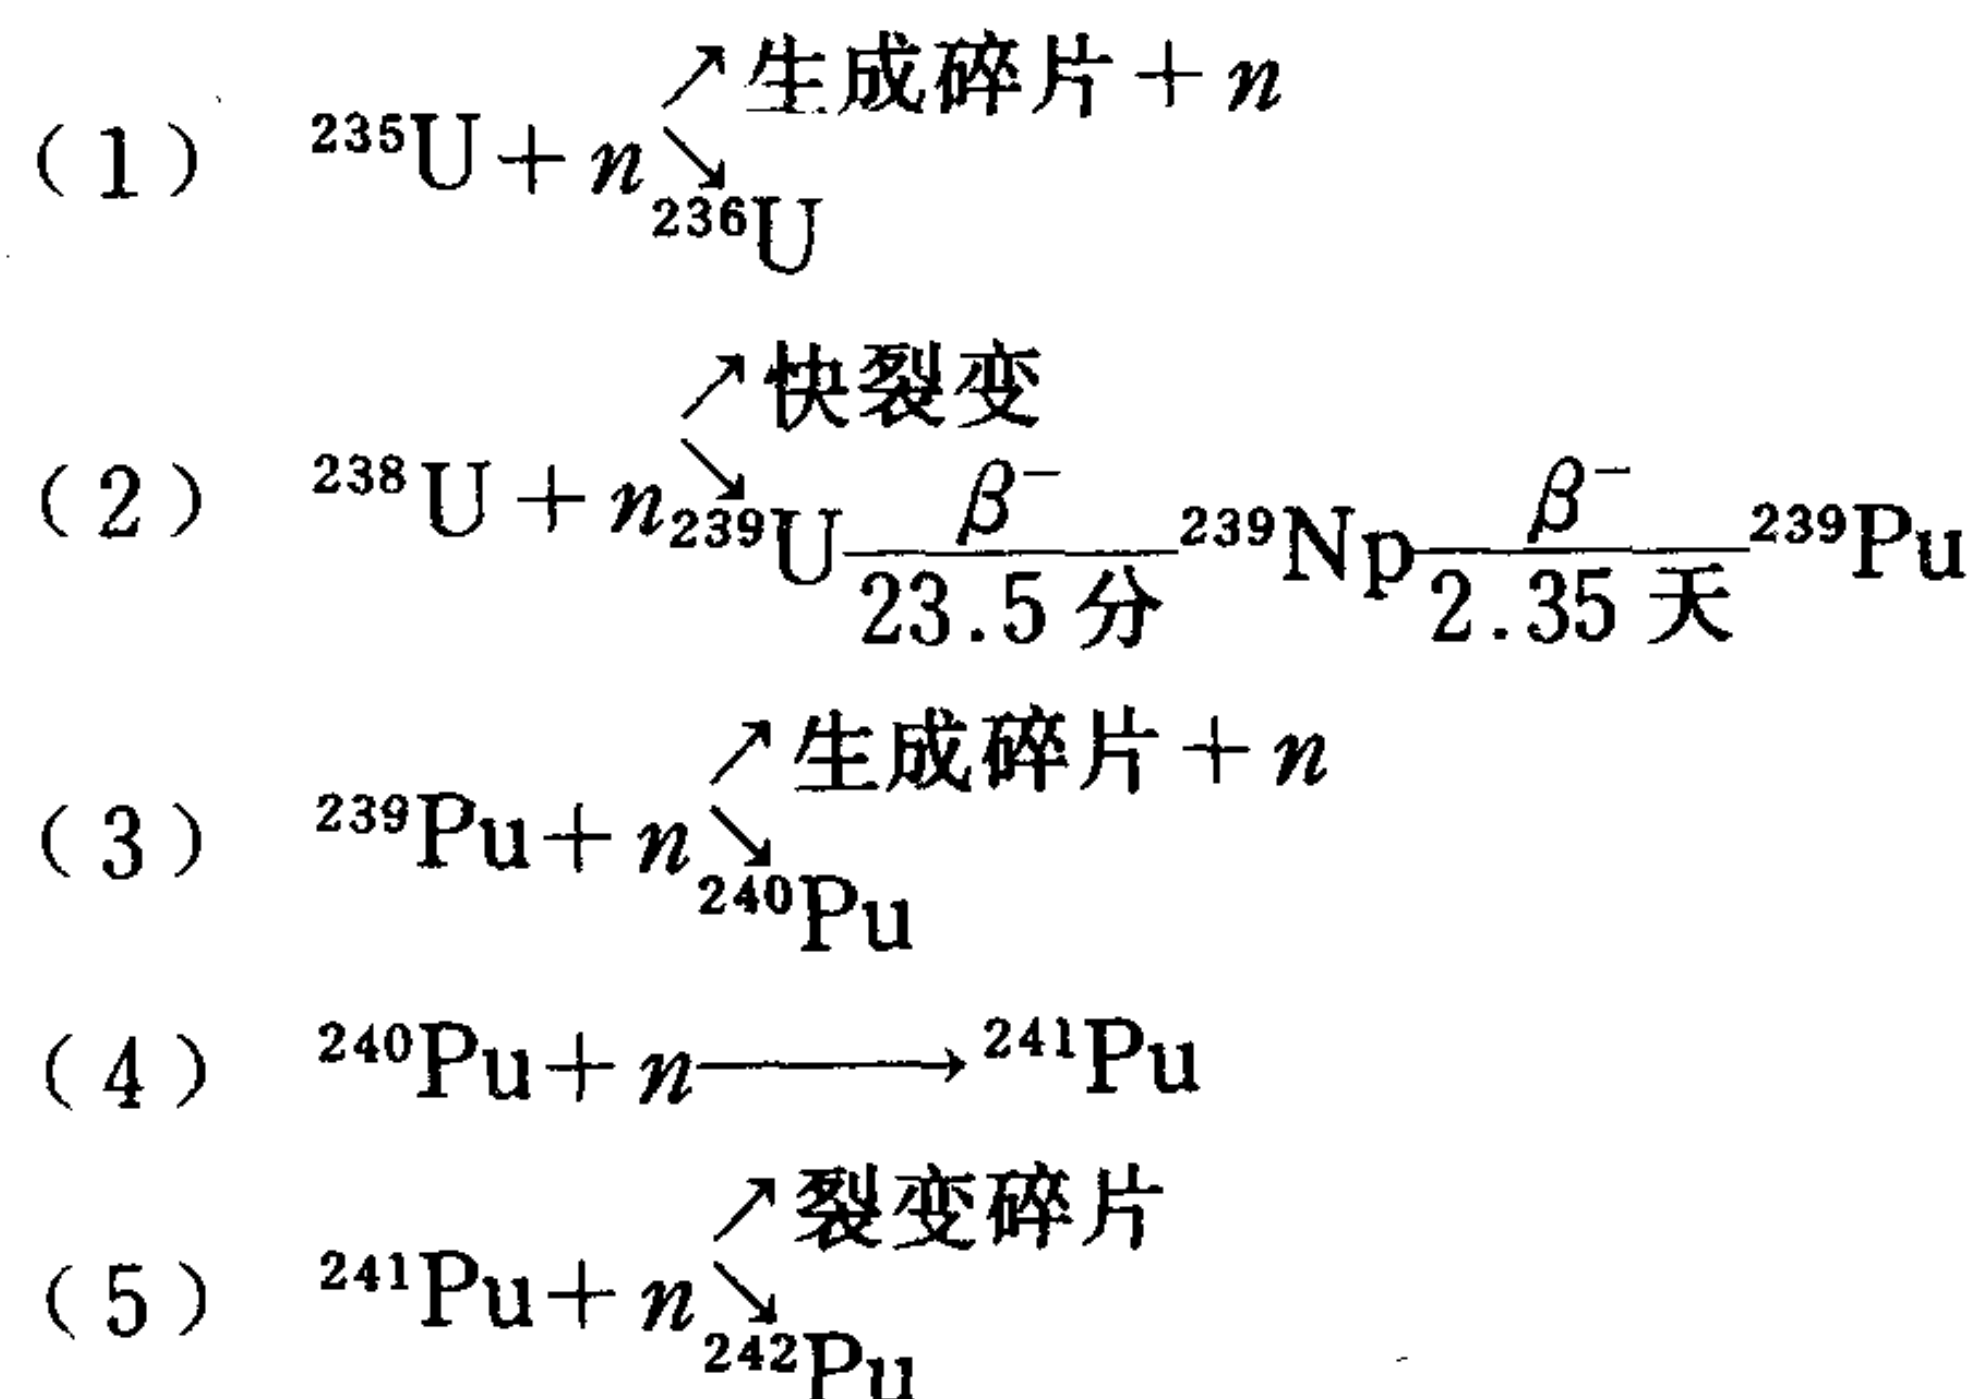 ↗生成碎片+n
(1) ²³⁵U+n↘
²³⁶U
↗快裂变
(2) ²³⁸U+n↘²³⁹U β⁻ 23.5分 ²³⁹Np β⁻ 2.35天 ²³⁹Pu
↗生成碎片+n
(3) ²³⁹Pu+n↘
²⁴⁰Pu
(4) ²⁴⁰Pu+n⟶²⁴¹Pu
↗裂变碎片
(5) ²⁴¹Pu+n↘
²⁴²Pu